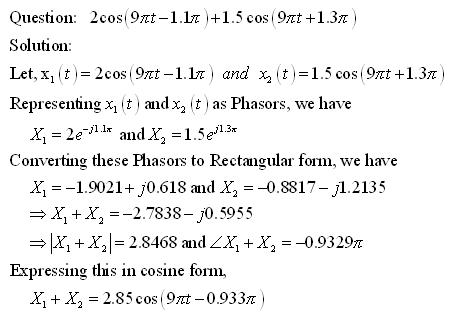 Question: 2cos(9πt−1.1π)+1.5 cos(9πt+1.3π)
Solution:
Let, x₁(t)=2cos(9πt−1.1π) and x₂(t)=1.5 cos(9πt+1.3π)
Representing x₁(t) and x₂(t) as Phasors, we have
X₁ = 2e^{−j1.1π} and X₂ =1.5e^{j1.3π}
Converting these Phasors to Rectangular form, we have
X₁ =−1.9021+ j0.618 and X₂ =−0.8817− j1.2135
⇒ X₁ + X₂ =−2.7838− j0.5955
⇒|X₁ + X₂|= 2.8468 and ∠X₁ + X₂ = −0.9329π
Expressing this in cosine form,
X₁ + X₂ = 2.85cos(9πt−0.933π)